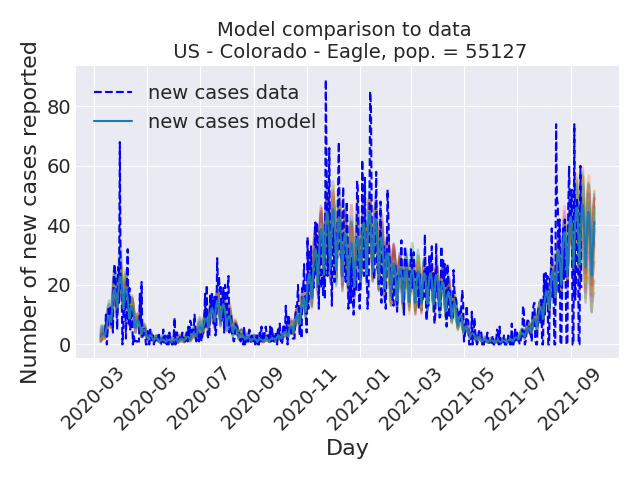 Model comparison to data
US - Colorado - Eagle, pop. = 55127
Number of new cases reported
80
60
40
20
0
new cases data
new cases model
2020-03
2020-05
2020-07
2020-09
2020-11
2021-01
2021-03
2021-05
2021-07
2021-09
Day